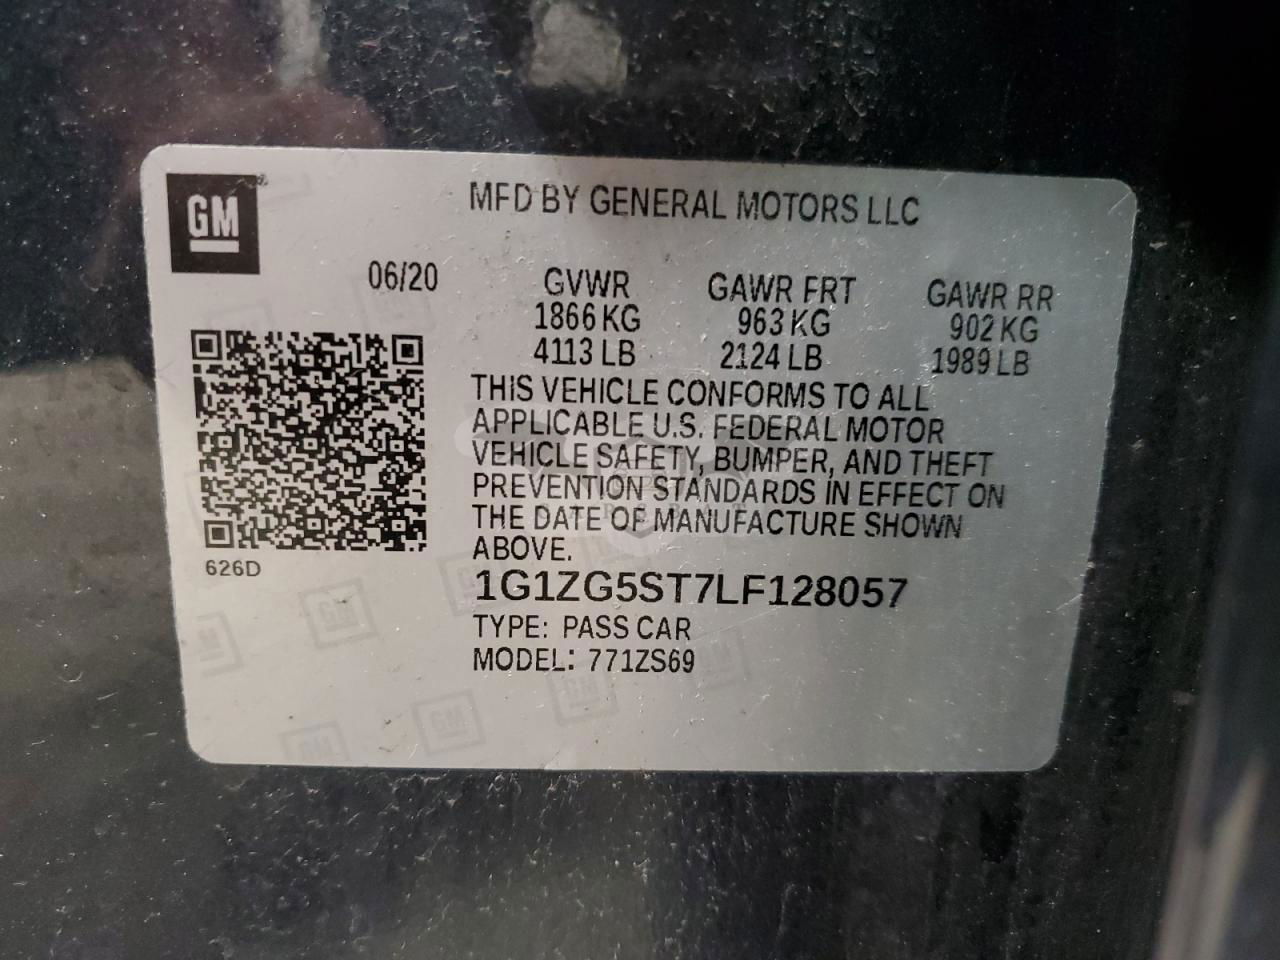 GM
MFD BY GENERAL MOTORS LLC
06/20
GVWR GAWR FRT GAWR RR
1866 KG 963 KG 902 KG
4113 LB 2124 LB 1989 LB
THIS VEHICLE CONFORMS TO ALL
APPLICABLE U.S. FEDERAL MOTOR
VEHICLE SAFETY, BUMPER, AND THEFT
PREVENTION STANDARDS IN EFFECT ON
THE DATE OF MANUFACTURE SHOWN
ABOVE.
626D
1G1ZG5ST7LF128057
TYPE: PASS CAR
MODEL: 771ZS69